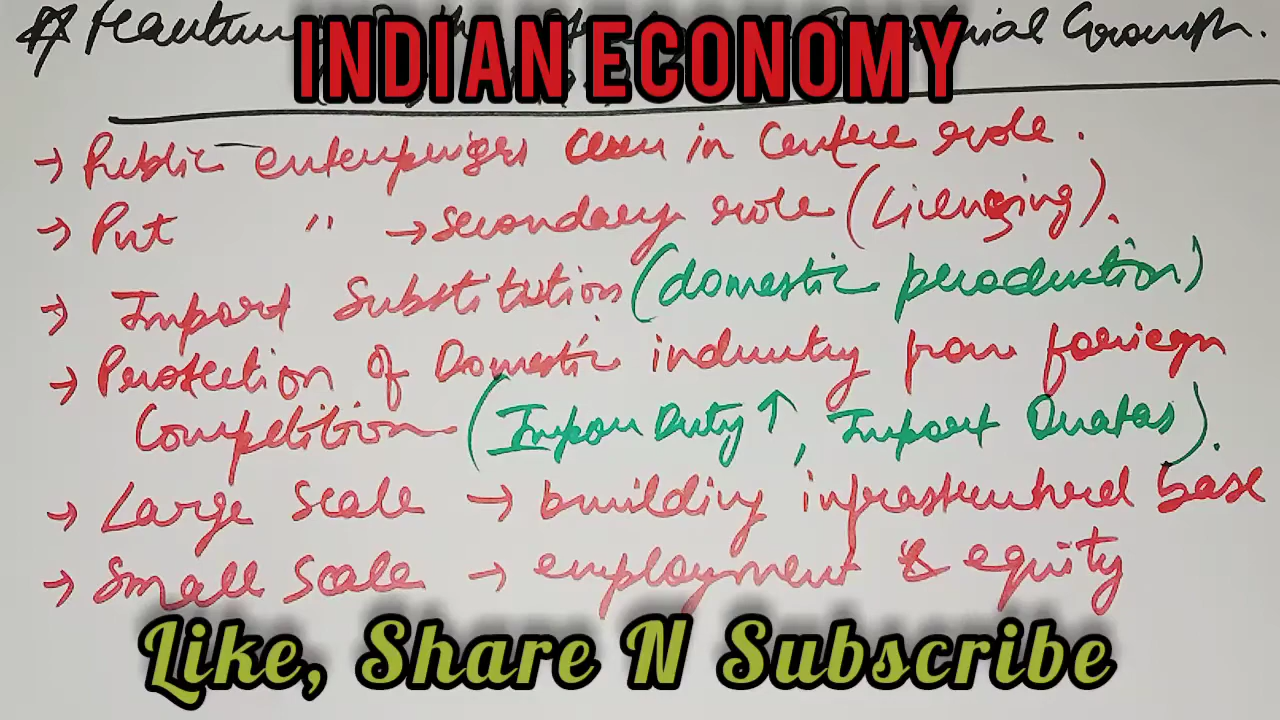 Industrial Growth.
INDIAN ECONOMY
→ Public enterprises in Centre role.
→ Pvt " → Secondary role (Licensing).
→ Import Substitution (domestic production)
→ Protection of Domestic industry from foreign
Competition (Import Duty ↑, Import Quotas).
→ Large Scale → building infrastructural base
→ Small Scale → employment & equity
Like, Share N Subscribe